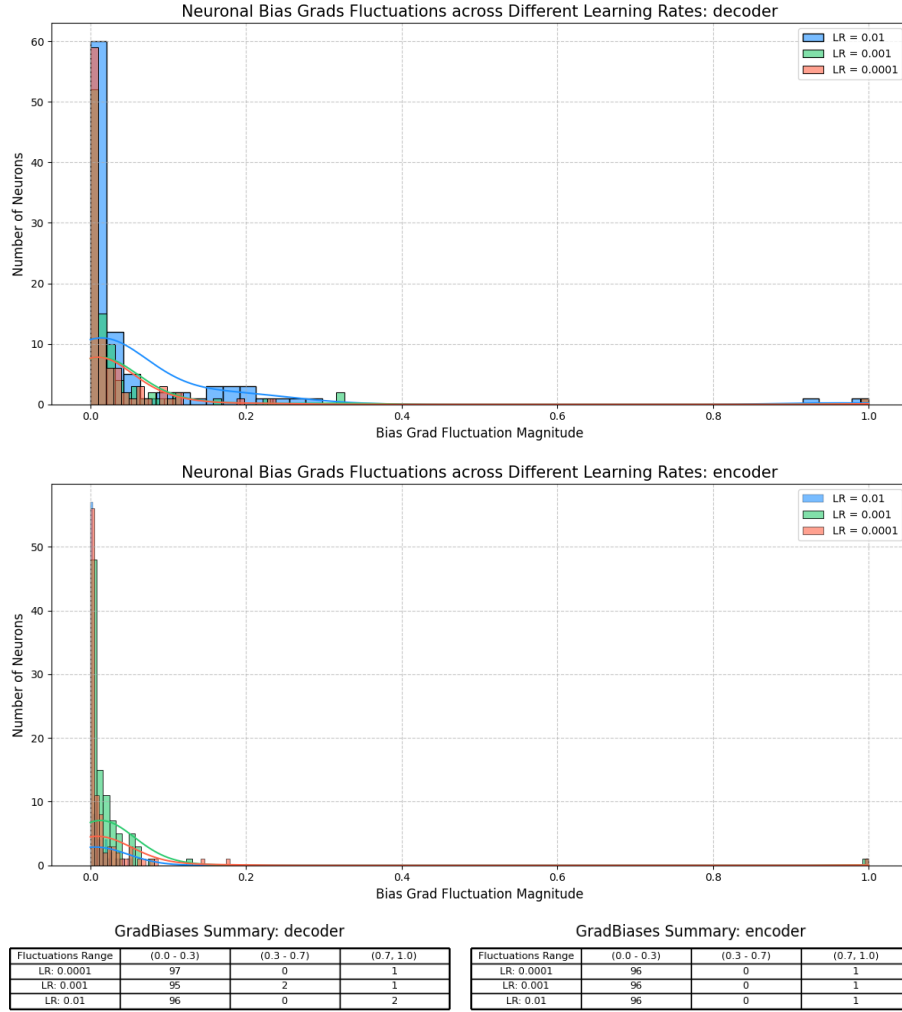 Neuronal Bias Grads Fluctuations across Different Learning Rates: decoder
60
50
40
30
20
10
0
Number of Neurons
LR = 0.01
LR = 0.001
LR = 0.0001
0.0 0.2 0.4 0.6 0.8 1.0
Bias Grad Fluctuation Magnitude
Neuronal Bias Grads Fluctuations across Different Learning Rates: encoder
50
40
30
20
10
0
Number of Neurons
LR = 0.01
LR = 0.001
LR = 0.0001
0.0 0.2 0.4 0.6 0.8 1.0
Bias Grad Fluctuation Magnitude
GradBiases Summary: decoder
Fluctuations Range (0.0 - 0.3) (0.3 - 0.7) (0.7, 1.0)
LR: 0.0001 97 0 1
LR: 0.001 95 2 1
LR: 0.01 96 0 2
GradBiases Summary: encoder
Fluctuations Range (0.0 - 0.3) (0.3 - 0.7) (0.7, 1.0)
LR: 0.0001 96 0 1
LR: 0.001 96 0 1
LR: 0.01 96 0 1